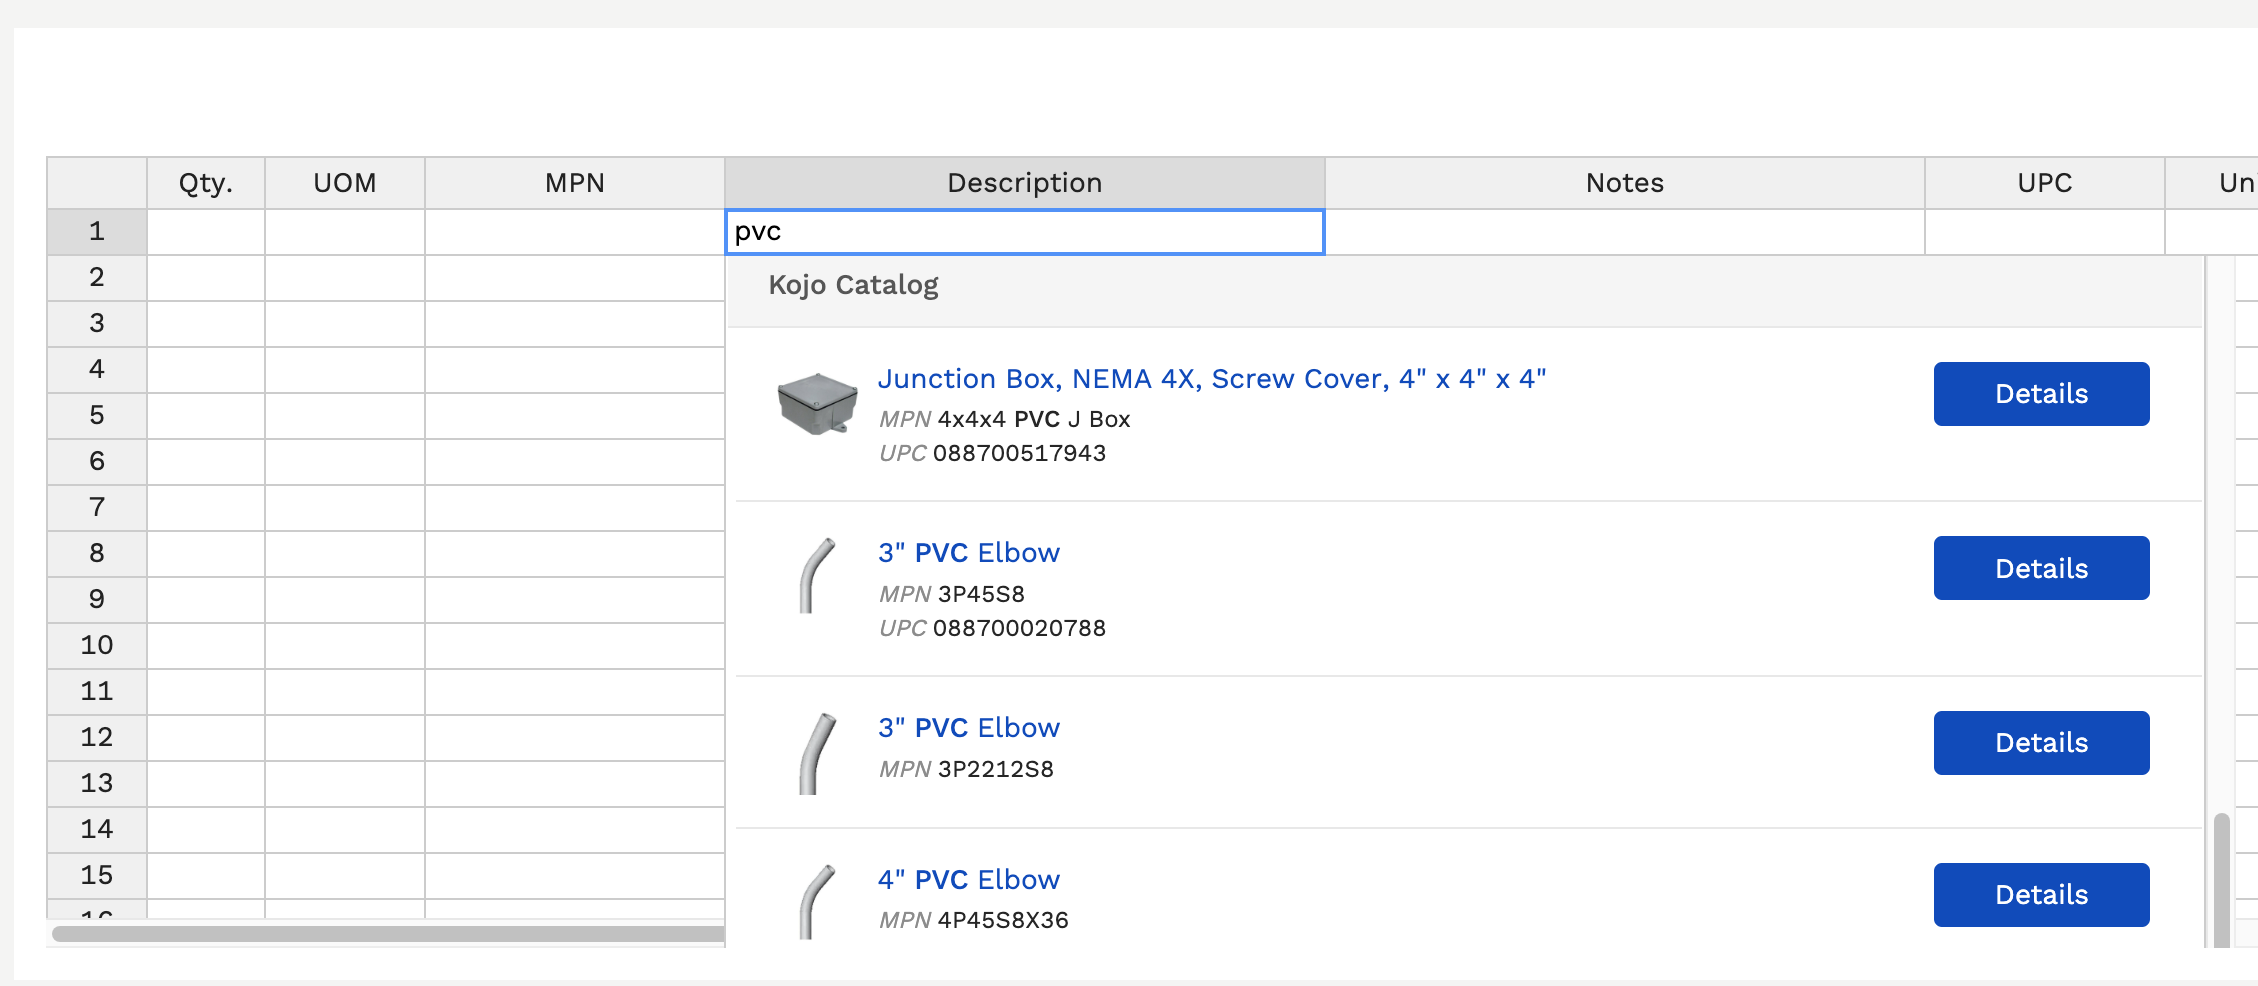 Qty. UOM MPN Description Notes UPC
1 pvc
2
3
4
5
6
7
8
9
10
11
12
13
14
15
Kojo Catalog
Junction Box, NEMA 4X, Screw Cover, 4" x 4" x 4"
MPN 4x4x4 PVC J Box
UPC 088700517943
Details
3" PVC Elbow
MPN 3P45S8
UPC 088700020788
Details
3" PVC Elbow
MPN 3P2212S8
Details
4" PVC Elbow
MPN 4P45S8X36
Details